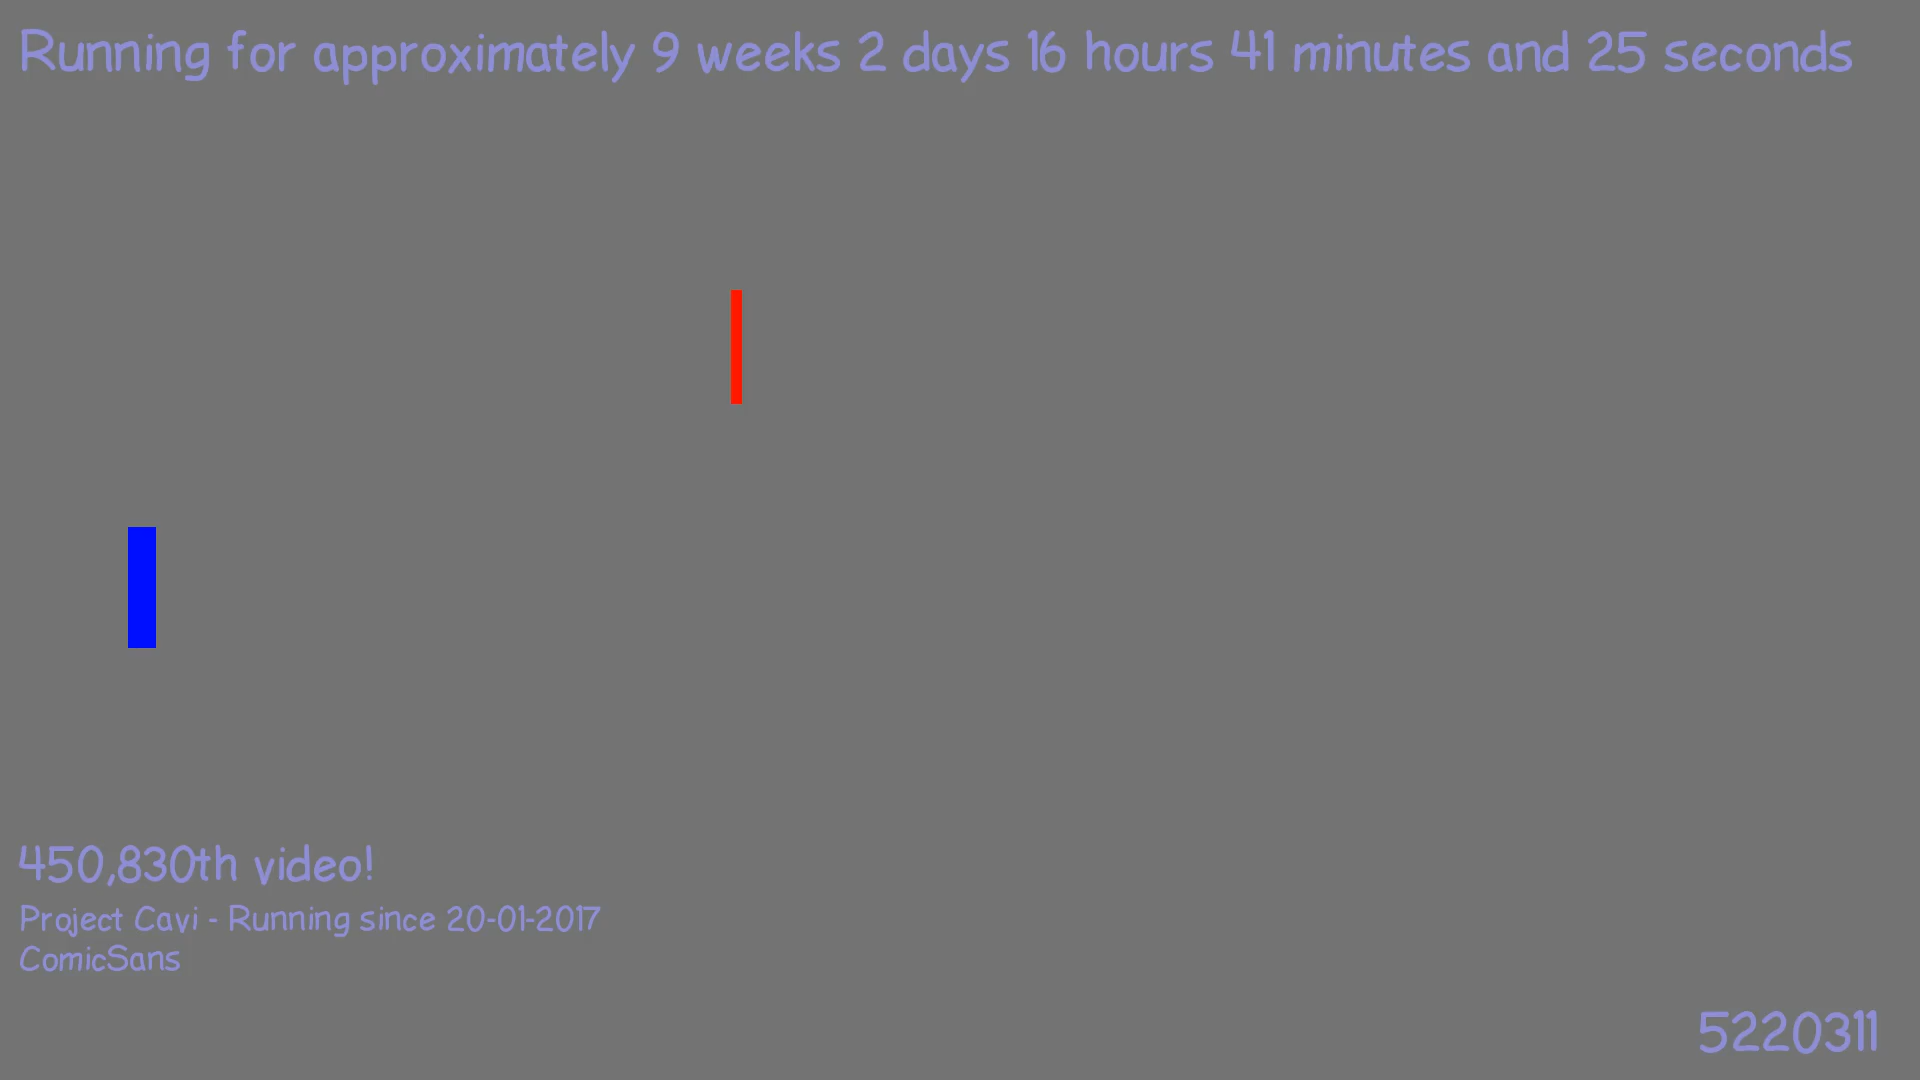 Running for approximately 9 weeks 2 days 16 hours 41 minutes and 25 seconds
450,830th video!
Project Cavi - Running since 20-01-2017
ComicSans
5220311